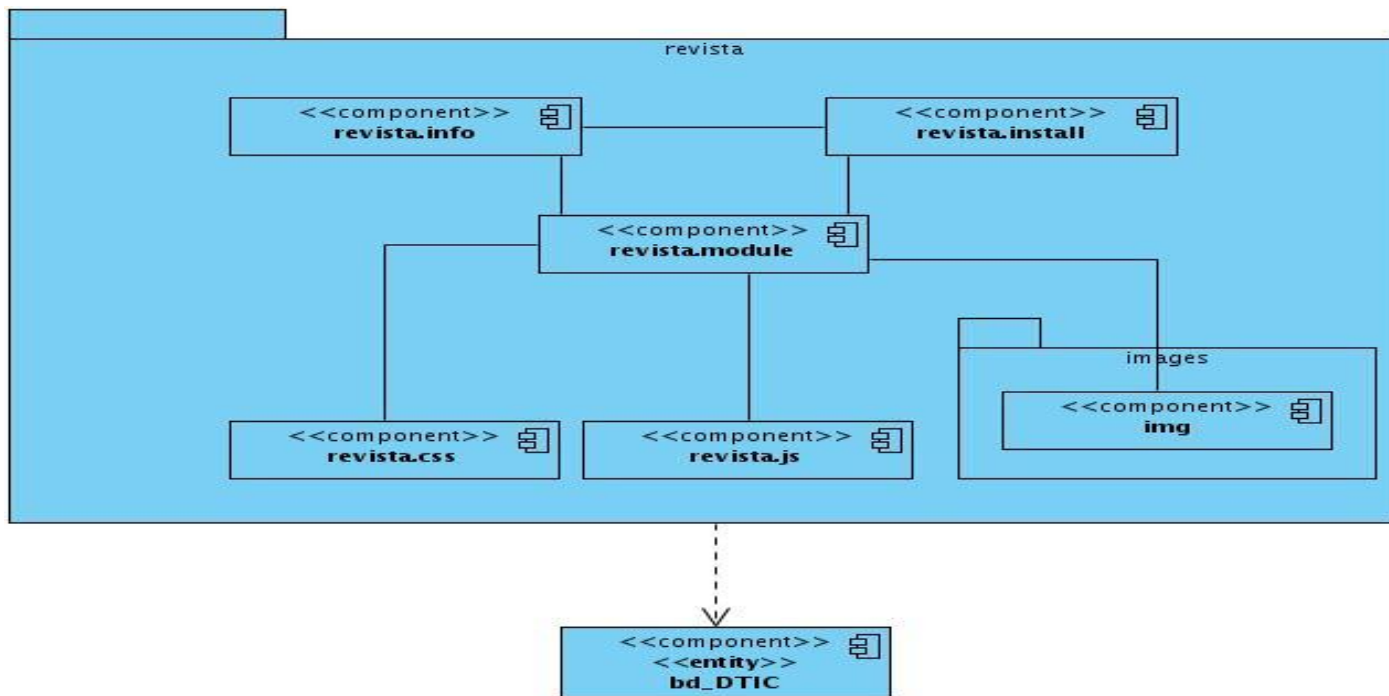 revista
<<component>>
revista.info
<<component>>
revista.install
<<component>>
revista.module
images
<<component>>
revista.css
<<component>>
revista.js
<<component>>
img
<<component>>
<<entity>>
bd_DTIC